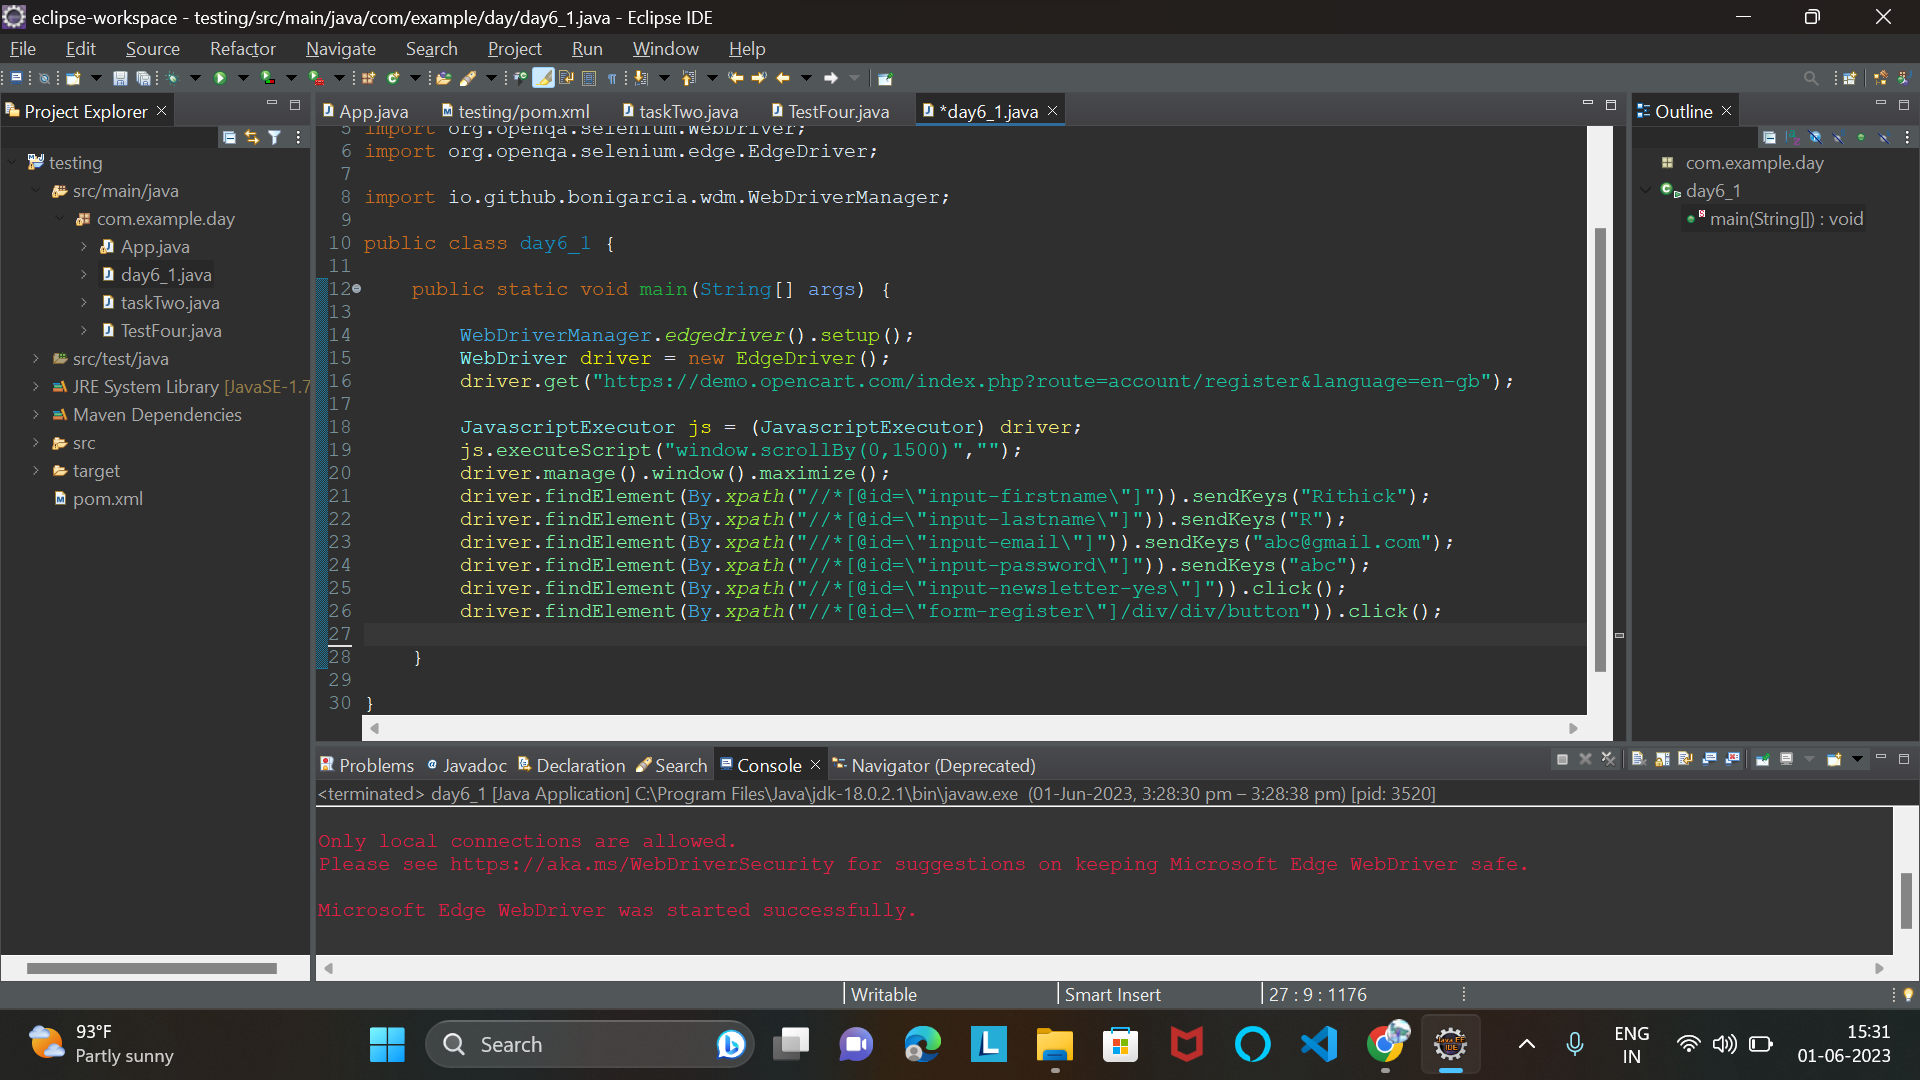 eclipse-workspace - testing/src/main/java/com/example/day/day6_1.java - Eclipse IDE
File Edit Source Refactor Navigate Search Project Run Window Help
Project Explorer
testing
src/main/java
com.example.day
App.java
day6_1.java
taskTwo.java
TestFour.java
src/test/java
JRE System Library [JavaSE-1.7
Maven Dependencies
src
target
pom.xml
App.java testing/pom.xml taskTwo.java TestFour.java *day6_1.java
5 import org.openqa.selenium.WebDriver;
6 import org.openqa.selenium.edge.EdgeDriver;
7
8 import io.github.bonigarcia.wdm.WebDriverManager;
9
10 public class day6_1 {
11
12 public static void main(String[] args) {
13
14 WebDriverManager.edgedriver().setup();
15 WebDriver driver = new EdgeDriver();
16 driver.get("https://demo.opencart.com/index.php?route=account/register&language=en-gb");
17
18 JavascriptExecutor js = (JavascriptExecutor) driver;
19 js.executeScript("window.scrollBy(0,1500)","");
20 driver.manage().window().maximize();
21 driver.findElement(By.xpath("//*[@id=\"input-firstname\"]")).sendKeys("Rithick");
22 driver.findElement(By.xpath("//*[@id=\"input-lastname\"]")).sendKeys("R");
23 driver.findElement(By.xpath("//*[@id=\"input-email\"]")).sendKeys("abc@gmail.com");
24 driver.findElement(By.xpath("//*[@id=\"input-password\"]")).sendKeys("abc");
25 driver.findElement(By.xpath("//*[@id=\"input-newsletter-yes\"]")).click();
26 driver.findElement(By.xpath("//*[@id=\"form-register\"]/div/div/button")).click();
27
28 }
29
30 }
Outline
com.example.day
day6_1
main(String[]) : void
Problems Javadoc Declaration Search Console Navigator (Deprecated)
<terminated> day6_1 [Java Application] C:\Program Files\Java\jdk-18.0.2.1\bin\javaw.exe (01-Jun-2023, 3:28:30 pm – 3:28:38 pm) [pid: 3520]
Only local connections are allowed.
Please see https://aka.ms/WebDriverSecurity for suggestions on keeping Microsoft Edge WebDriver safe.
Microsoft Edge WebDriver was started successfully.
Writable Smart Insert 27 : 9 : 1176
93°F
Partly sunny
Search
ENG
IN
15:31
01-06-2023